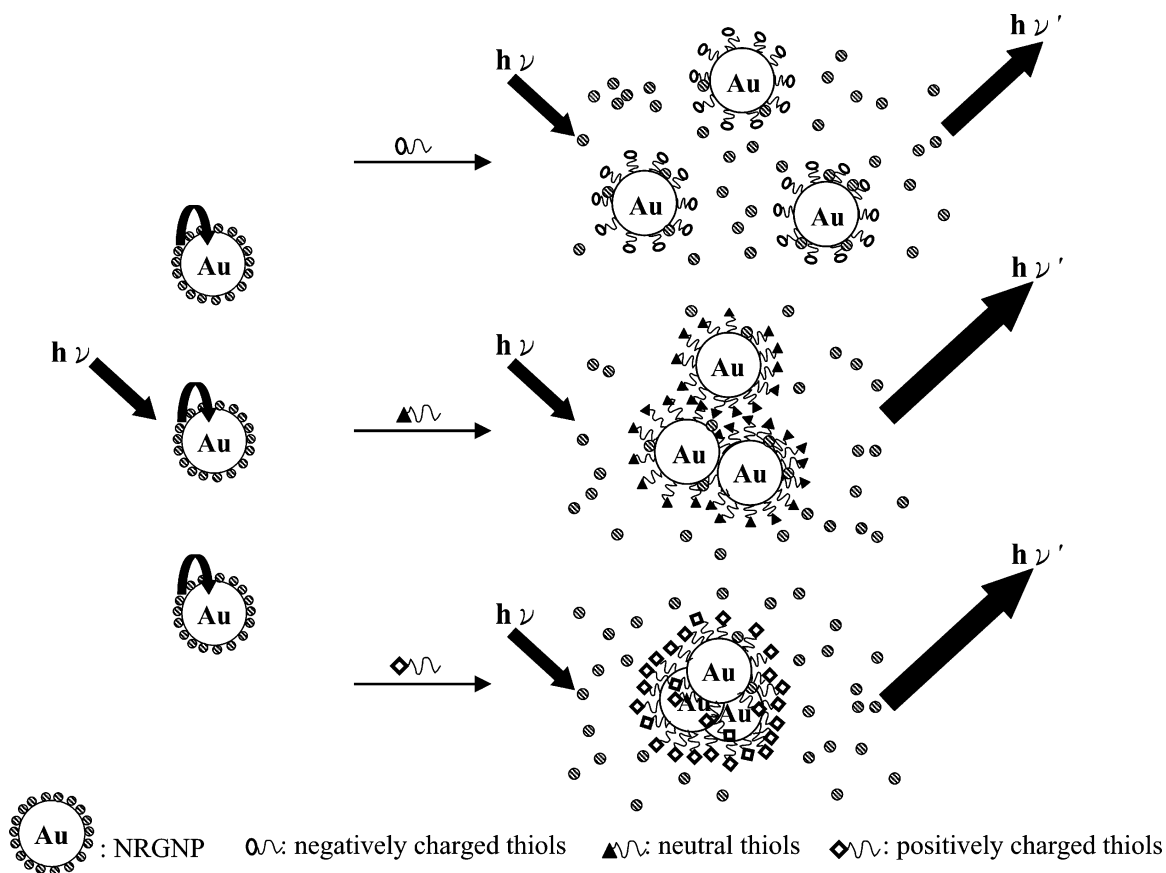 h ν′
h ν
Au
Au
Au
Au
h ν′
h ν
h ν
Au
Au
Au
Au
Au
h ν′
h ν
Au
Au
Au
Au
Au : NRGNP : negatively charged thiols : neutral thiols : positively charged thiols